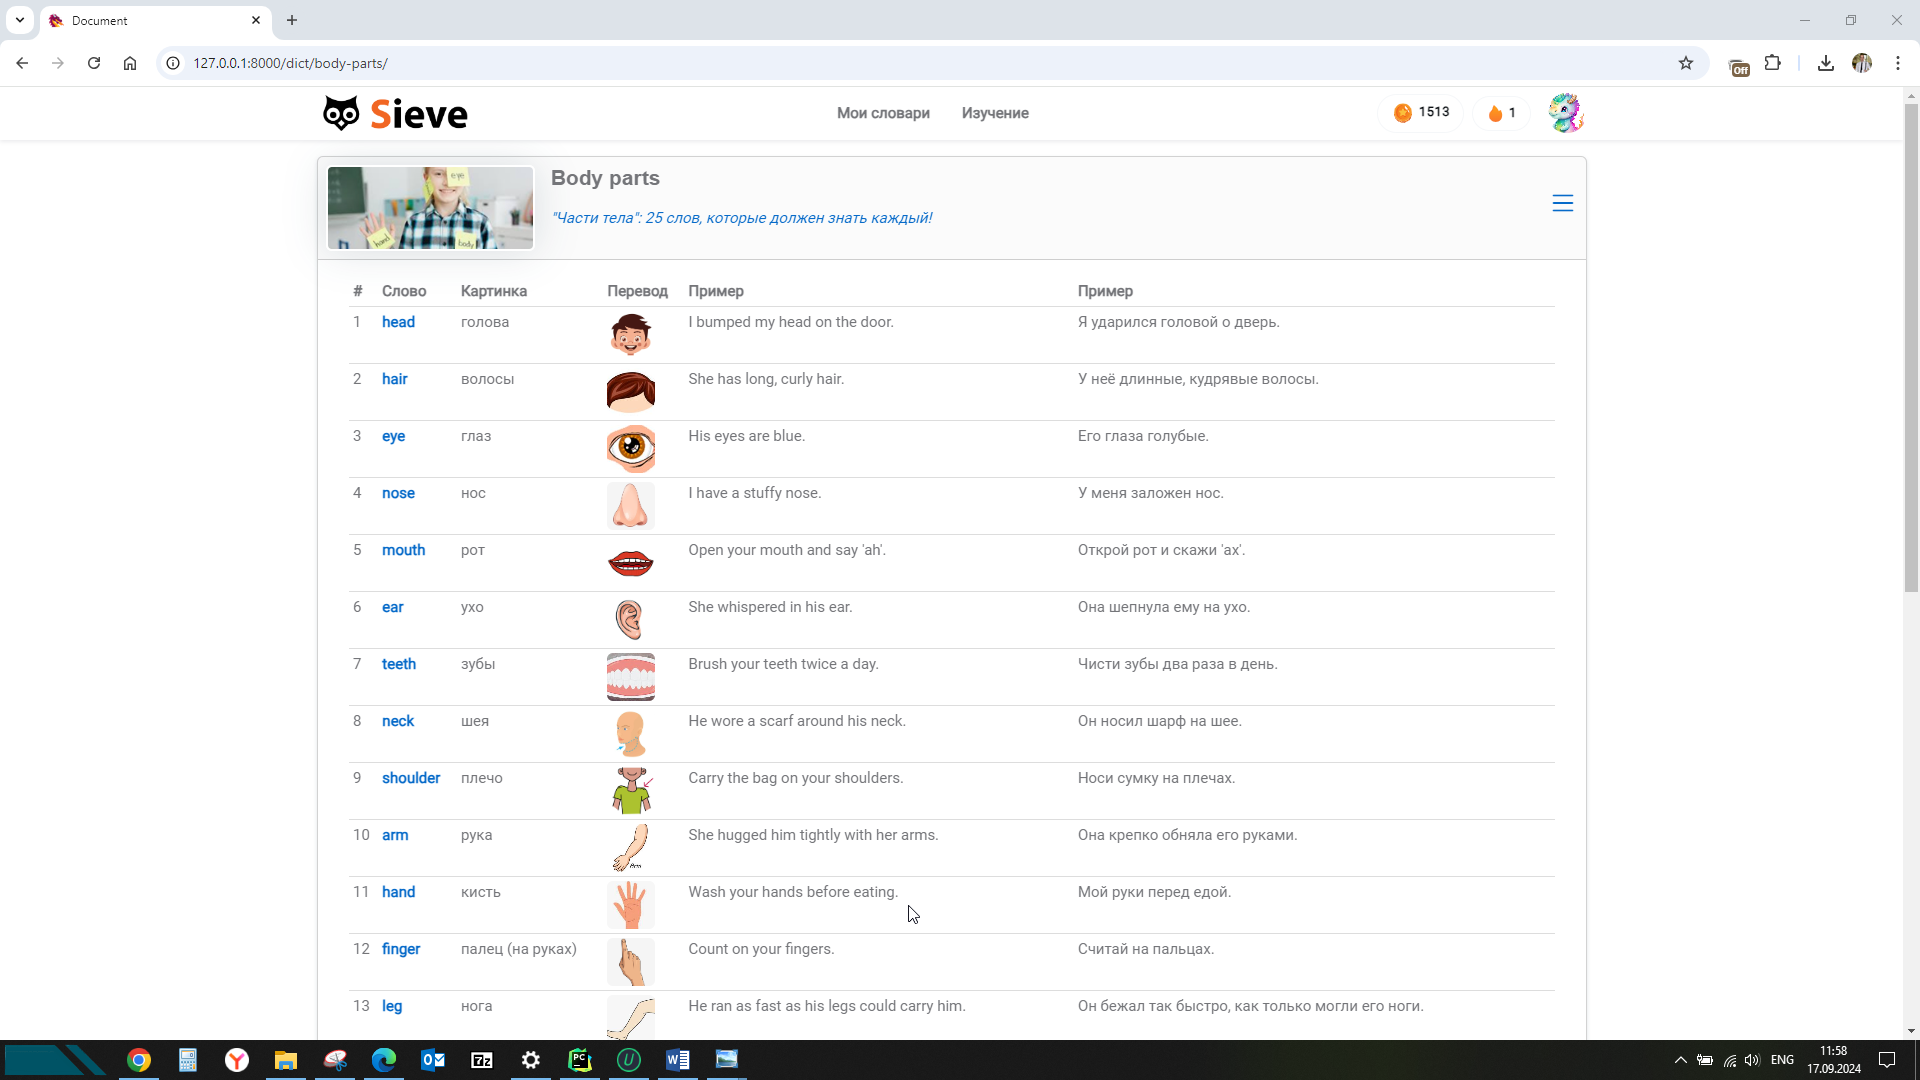 Document
127.0.0.1:8000/dict/body-parts/
Off
Sieve
Мои словари
Изучение
1513
1
eye
hand
body
Body parts
"Части тела": 25 слов, которые должен знать каждый!
# Слово Картинка Перевод Пример Пример
1 head голова I bumped my head on the door. Я ударился головой о дверь.
2 hair волосы She has long, curly hair. У неё длинные, кудрявые волосы.
3 eye глаз His eyes are blue. Его глаза голубые.
4 nose нос I have a stuffy nose. У меня заложен нос.
5 mouth рот Open your mouth and say 'ah'. Открой рот и скажи 'ах'.
6 ear ухо She whispered in his ear. Она шепнула ему на ухо.
7 teeth зубы Brush your teeth twice a day. Чисти зубы два раза в день.
8 neck шея He wore a scarf around his neck. Он носил шарф на шее.
9 shoulder плечо Carry the bag on your shoulders. Носи сумку на плечах.
10 arm рука She hugged him tightly with her arms. Она крепко обняла его руками.
11 hand кисть Wash your hands before eating. Мой руки перед едой.
12 finger палец (на руках) Count on your fingers. Считай на пальцах.
13 leg нога He ran as fast as his legs could carry him. Он бежал так быстро, как только могли его ноги.
ENG
11:58
17.09.2024